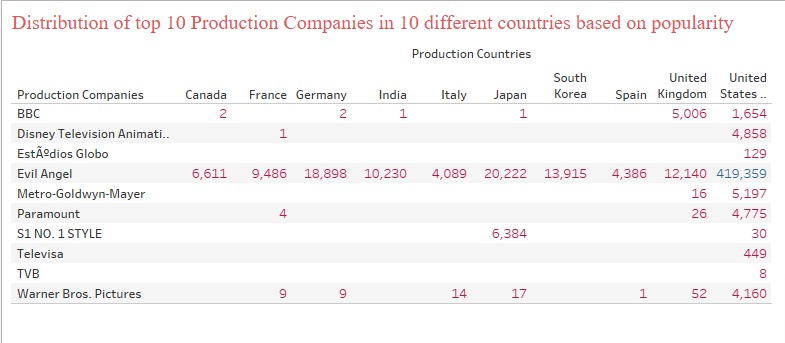 Distribution of top 10 Production Companies in 10 different countries based on popularity
Production Countries
Production Companies Canada France Germany India Italy Japan South Korea Spain United Kingdom United States ..
BBC 2 2 1 1 5,006 1,654
Disney Television Animati.. 1 4,858
EstÃºdios Globo 129
Evil Angel 6,611 9,486 18,898 10,230 4,089 20,222 13,915 4,386 12,140 419,359
Metro-Goldwyn-Mayer 16 5,197
Paramount 4 26 4,775
S1 NO. 1 STYLE 6,384 30
Televisa 449
TVB 8
Warner Bros. Pictures 9 9 14 17 1 52 4,160